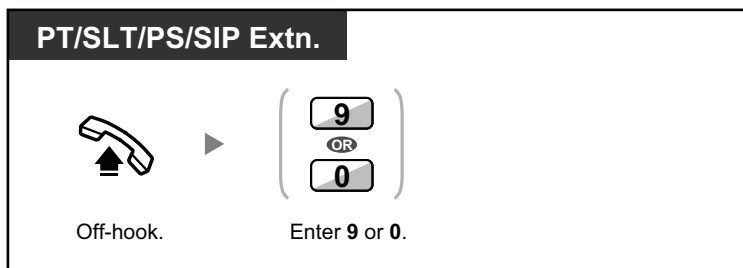 PT/SLT/PS/SIP Extn.
9
OR
0
Off-hook.
Enter 9 or 0.